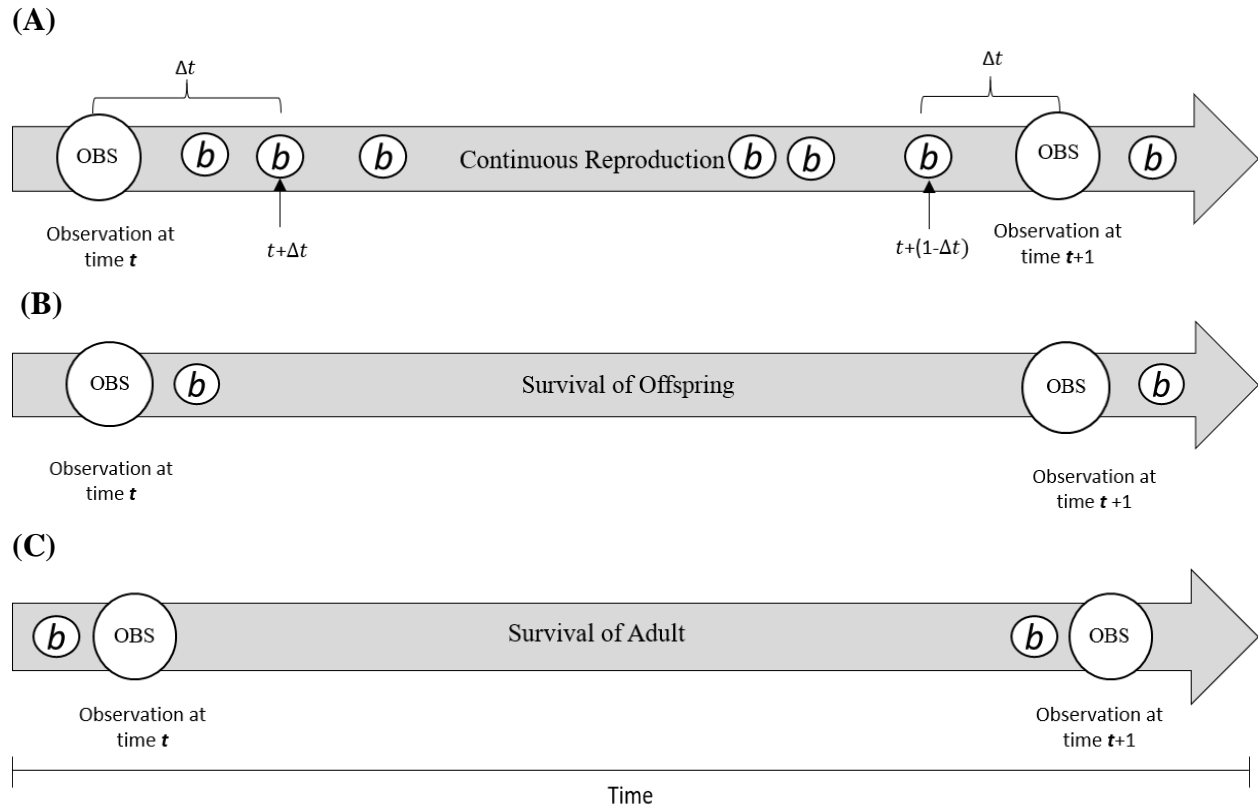 (A)
Δt
Δt
OBS
b
b
b
Continuous Reproduction
b
b
b
OBS
b
Observation at
time t
t+Δt
t+(1-Δt)
Observation at
time t+1
(B)
OBS
b
Survival of Offspring
OBS
b
Observation at
time t
Observation at
time t +1
(C)
b
OBS
Survival of Adult
b
OBS
Observation at
time t
Observation at
time t+1
Time